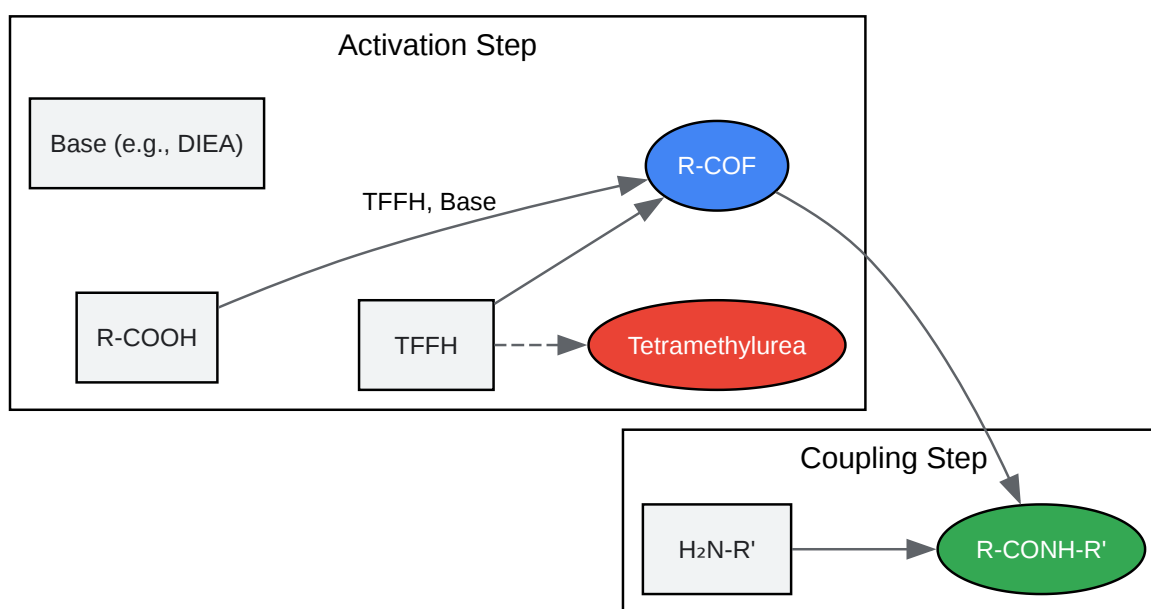 Activation Step
Base (e.g., DIEA)
R-COF
TFFH, Base
R-COOH
TFFH
Tetramethylurea
Coupling Step
H₂N-R'
R-CONH-R'